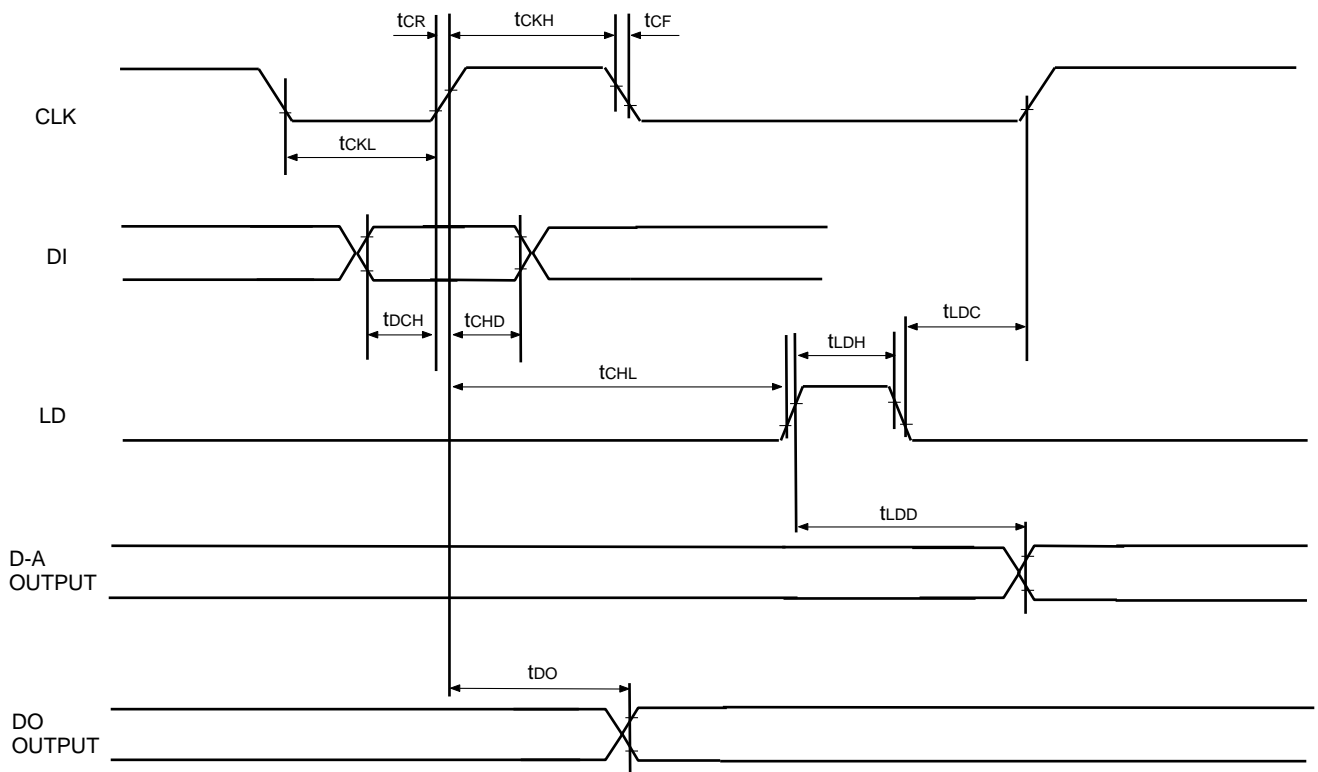 tCR
tCKH
tCF
CLK
tCKL
DI
tDCH
tCHD
tLDC
tLDH
tCHL
LD
tLDD
D-A
OUTPUT
tDO
DO
OUTPUT